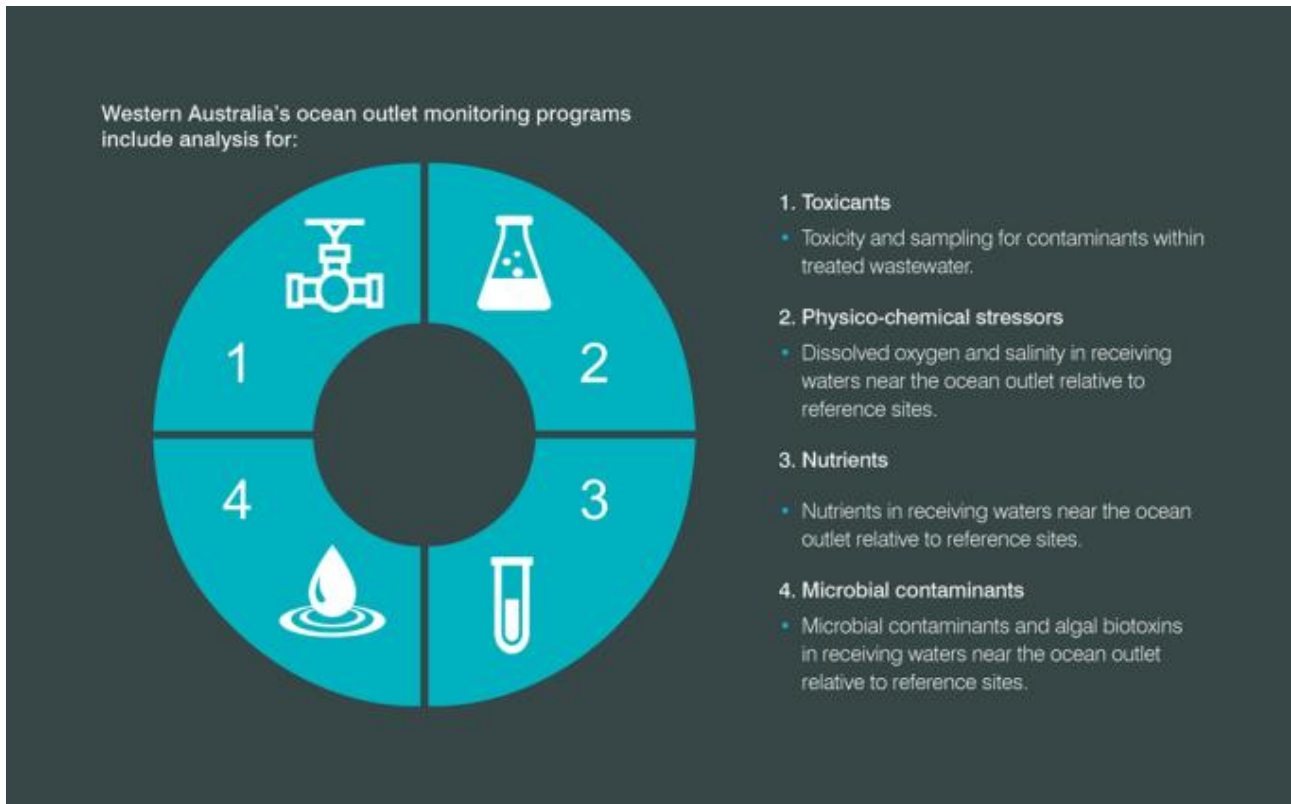 Western Australia's ocean outlet monitoring programs
include analysis for:
1
2
4
3
1. Toxicants
• Toxicity and sampling for contaminants within
treated wastewater.
2. Physico-chemical stressors
• Dissolved oxygen and salinity in receiving
waters near the ocean outlet relative to
reference sites.
3. Nutrients
• Nutrients in receiving waters near the ocean
outlet relative to reference sites.
4. Microbial contaminants
• Microbial contaminants and algal biotoxins
in receiving waters near the ocean outlet
relative to reference sites.